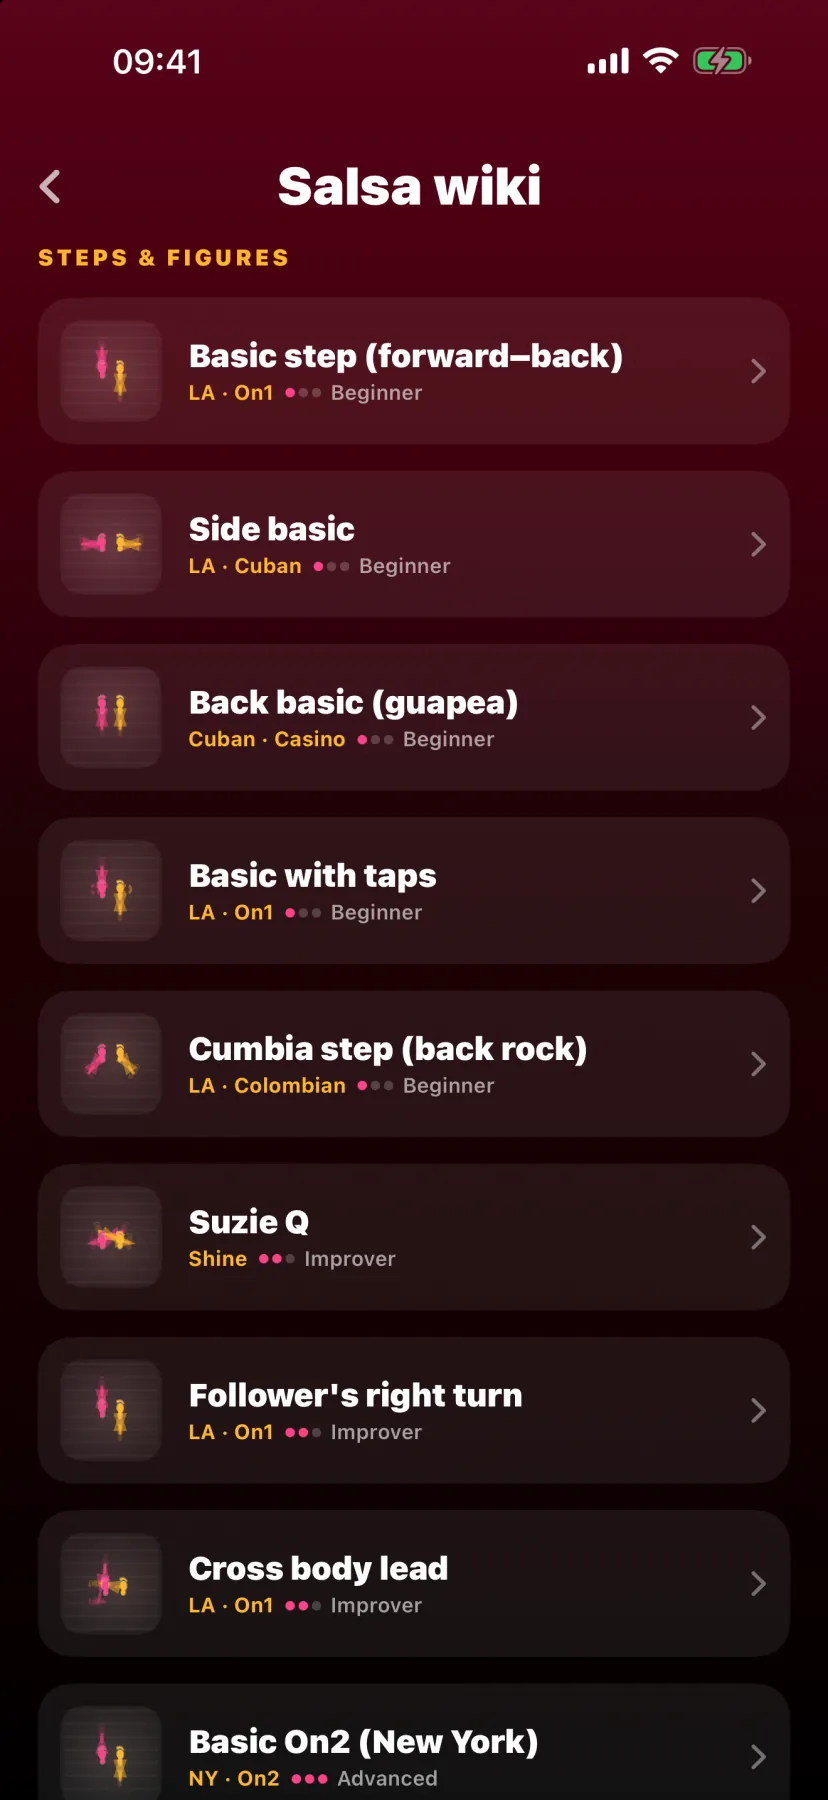 09:41
Salsa wiki
STEPS & FIGURES
Basic step (forward–back)
LA · On1 Beginner
Side basic
LA · Cuban Beginner
Back basic (guapea)
Cuban · Casino Beginner
Basic with taps
LA · On1 Beginner
Cumbia step (back rock)
LA · Colombian Beginner
Suzie Q
Shine Improver
Follower's right turn
LA · On1 Improver
Cross body lead
LA · On1 Improver
Basic On2 (New York)
NY · On2 Advanced